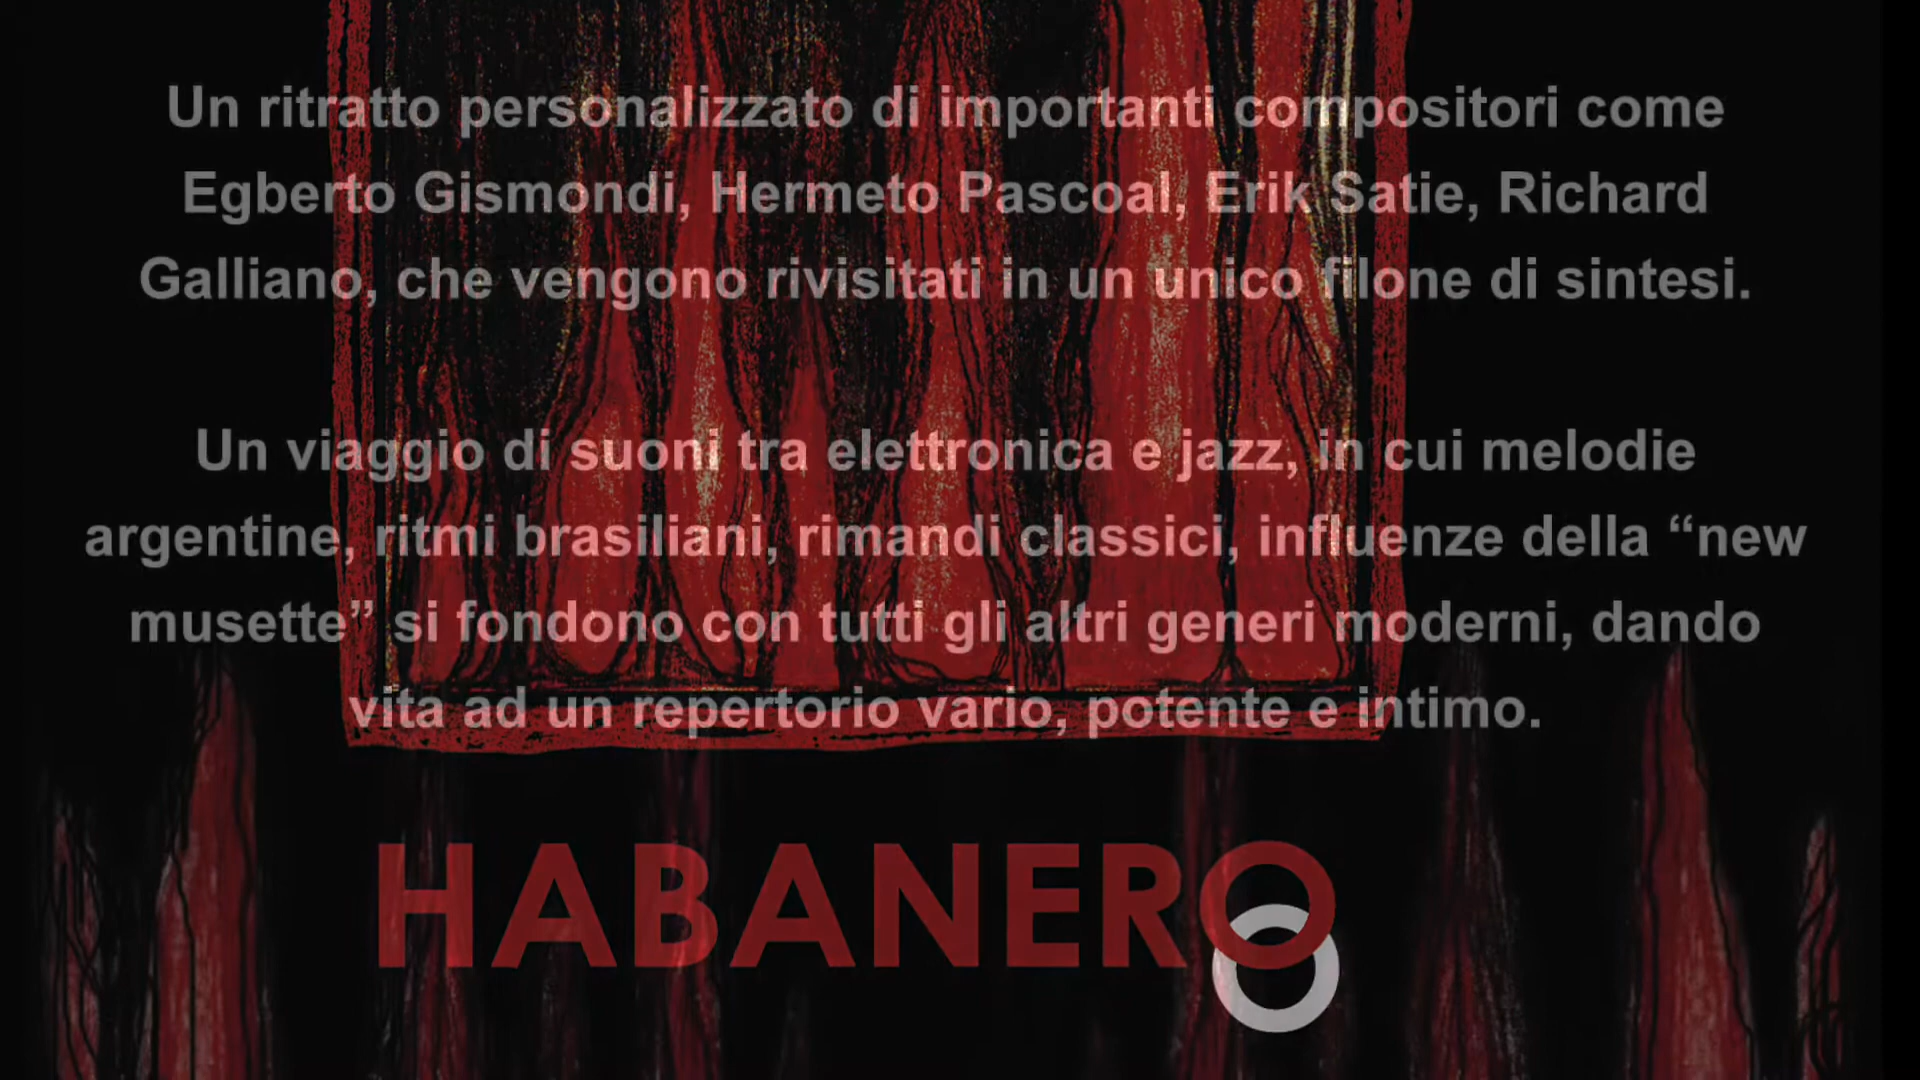 Un ritratto personalizzato di importanti compositori come
Egberto Gismondi, Hermeto Pascoal, Erik Satie, Richard
Galliano, che vengono rivisitati in un unico filone di sintesi.
Un viaggio di suoni tra elettronica e jazz, in cui melodie
argentine, ritmi brasiliani, rimandi classici, influenze della “new
musette” si fondono con tutti gli altri generi moderni, dando
vita ad un repertorio vario, potente e intimo.
HABANERO